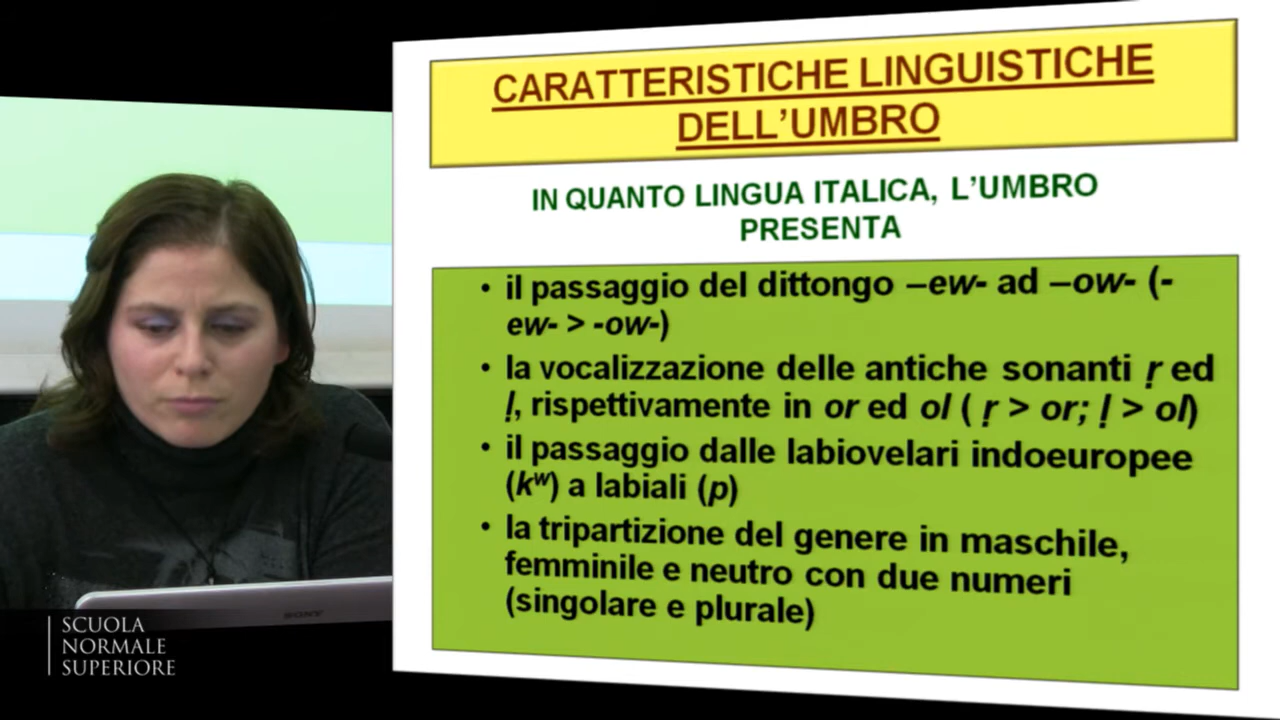 CARATTERISTICHE LINGUISTICHE
DELL’UMBRO
IN QUANTO LINGUA ITALICA, L’UMBRO
PRESENTA
• il passaggio del dittongo –ew- ad –ow- (-
ew- > -ow-)
• la vocalizzazione delle antiche sonanti ṛ ed
ḷ, rispettivamente in or ed ol ( ṛ > or; ḷ > ol)
• il passaggio dalle labiovelari indoeuropee
(kʷ) a labiali (p)
• la tripartizione del genere in maschile,
femminile e neutro con due numeri
(singolare e plurale)
SONY
SCUOLA
NORMALE
SUPERIORE